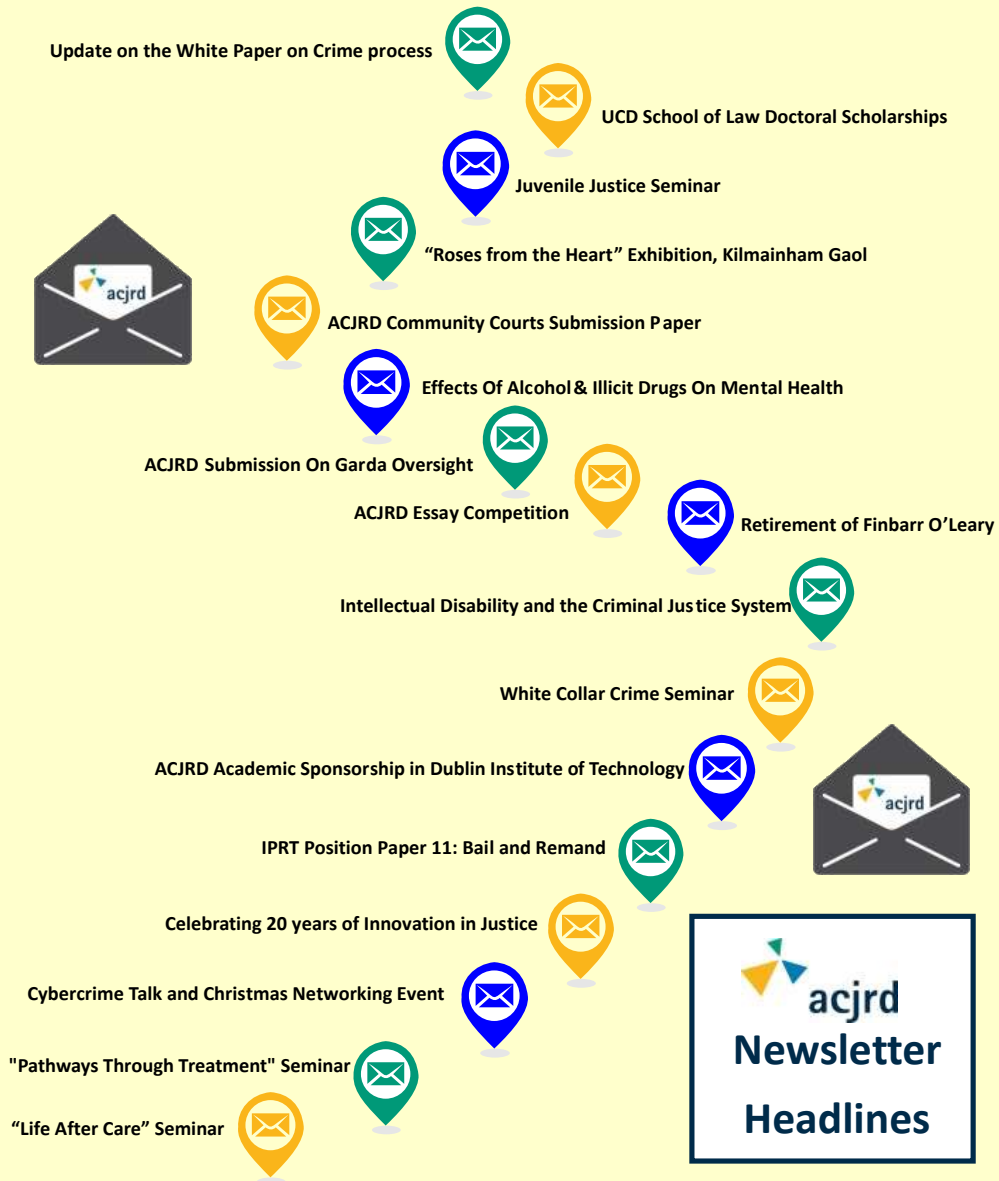 Update on the White Paper on Crime process
UCD School of Law Doctoral Scholarships
Juvenile Justice Seminar
“Roses from the Heart” Exhibition, Kilmainham Gaol
acjrd
ACJRD Community Courts Submission Paper
Effects Of Alcohol & Illicit Drugs On Mental Health
ACJRD Submission On Garda Oversight
ACJRD Essay Competition
Retirement of Finbarr O’Leary
Intellectual Disability and the Criminal Justice System
White Collar Crime Seminar
ACJRD Academic Sponsorship in Dublin Institute of Technology
acjrd
IPRT Position Paper 11: Bail and Remand
Celebrating 20 years of Innovation in Justice
Cybercrime Talk and Christmas Networking Event
"Pathways Through Treatment" Seminar
“Life After Care” Seminar
acjrd
Newsletter
Headlines